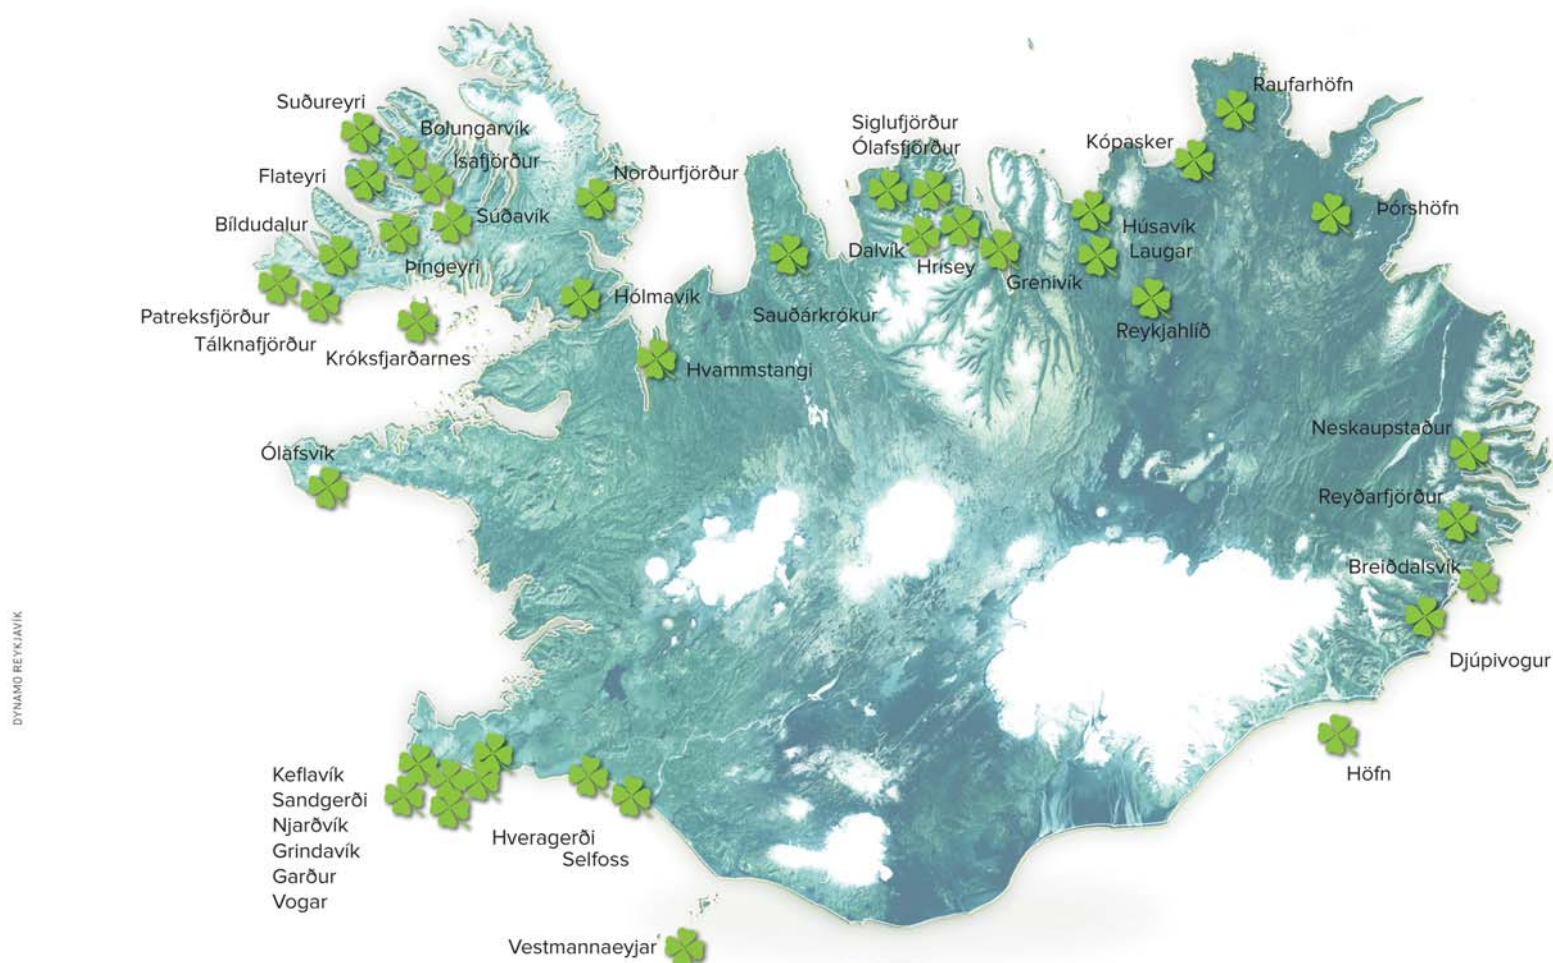 Raufarhöfn
Suðureyri
Siglufjörður
Ólafsfjörður
Bolungarvík
Kópasker
Ísafjörður
Flateyri
Norðurfjörður
Þórshöfn
Súðavík
Bíldudalur
Húsavík
Laugar
Dalvík
Hrísey
Þingeyri
Grenivík
Hólmavík
Patreksfjörður
Sauðárkrókur
Reykjahlíð
Tálknafjörður
Króksfjarðarnes
Hvammstangi
Neskaupstaður
Ólafsvík
Reyðarfjörður
Breiðdalsvík
Djúpivogur
DYNAMO REYKJAVÍK
Höfn
Keflavík
Sandgerði
Njarðvík
Grindavík
Garður
Vogar
Hveragerði
Selfoss
Vestmannaeyjar